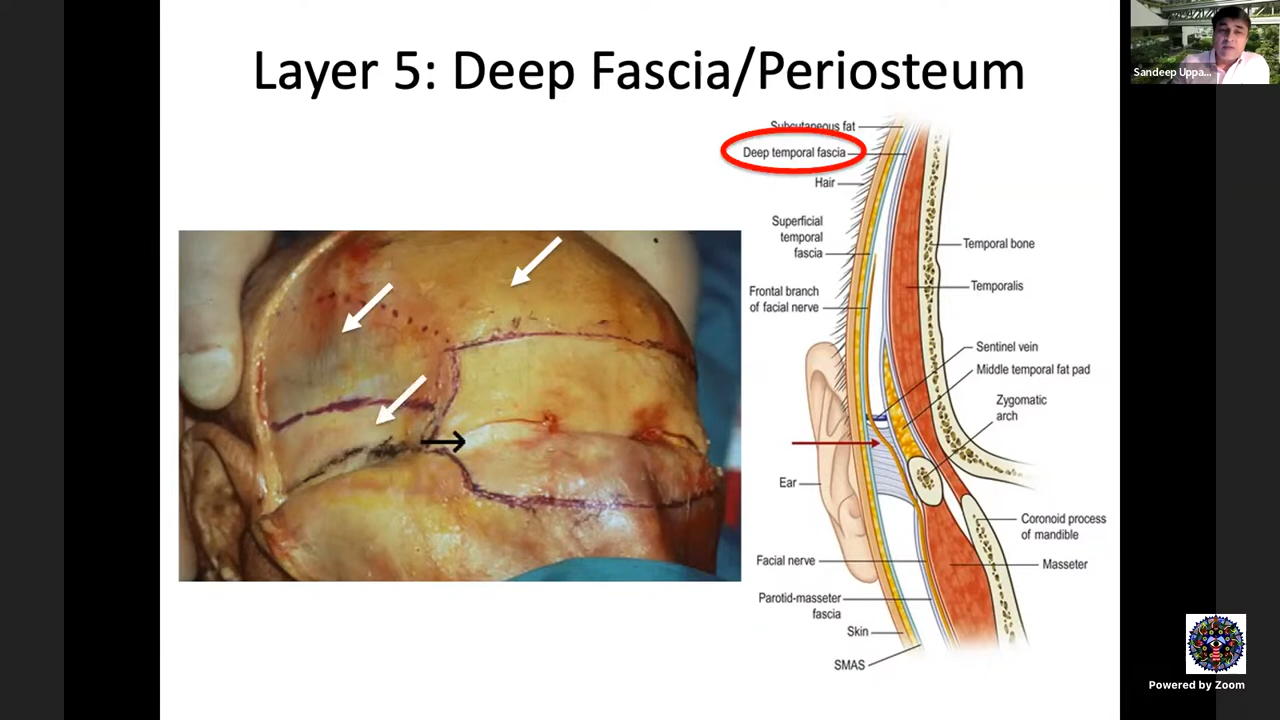 Layer 5: Deep Fascia/Periosteum
Sandeep Uppa...
Subcutaneous fat
Deep temporal fascia
Hair
Superficial
temporal
fascia
Frontal branch
of facial nerve
Ear
Facial nerve
Parotid-masseter
fascia
Skin
SMAS
Temporal bone
Temporalis
Sentinel vein
Middle temporal fat pad
Zygomatic
arch
Coronoid process
of mandible
Masseter
Powered by Zoom